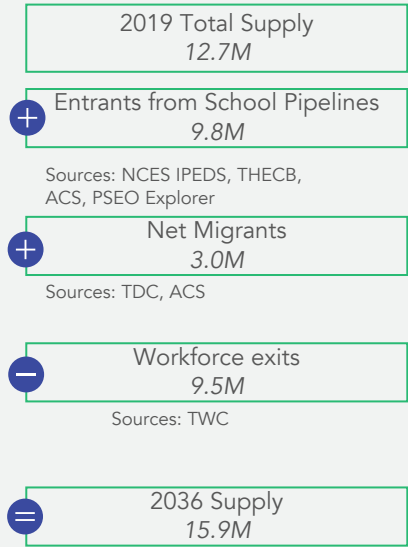 2019 Total Supply
12.7M
+
Entrants from School Pipelines
9.8M
Sources: NCES IPEDS, THECB,
ACS, PSEO Explorer
+
Net Migrants
3.0M
Sources: TDC, ACS
−
Workforce exits
9.5M
Sources: TWC
=
2036 Supply
15.9M